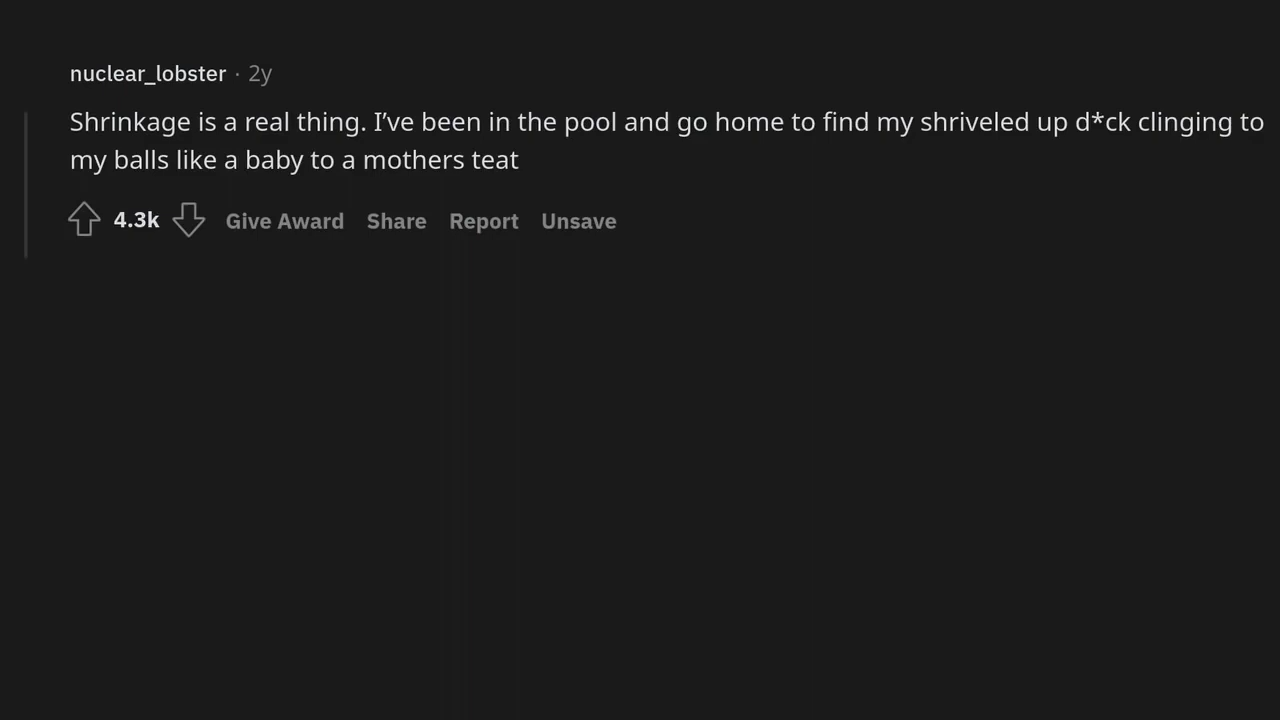 nuclear_lobster · 2y
Shrinkage is a real thing. I’ve been in the pool and go home to find my shriveled up d*ck clinging to
my balls like a baby to a mothers teat
4.3k Give Award Share Report Unsave